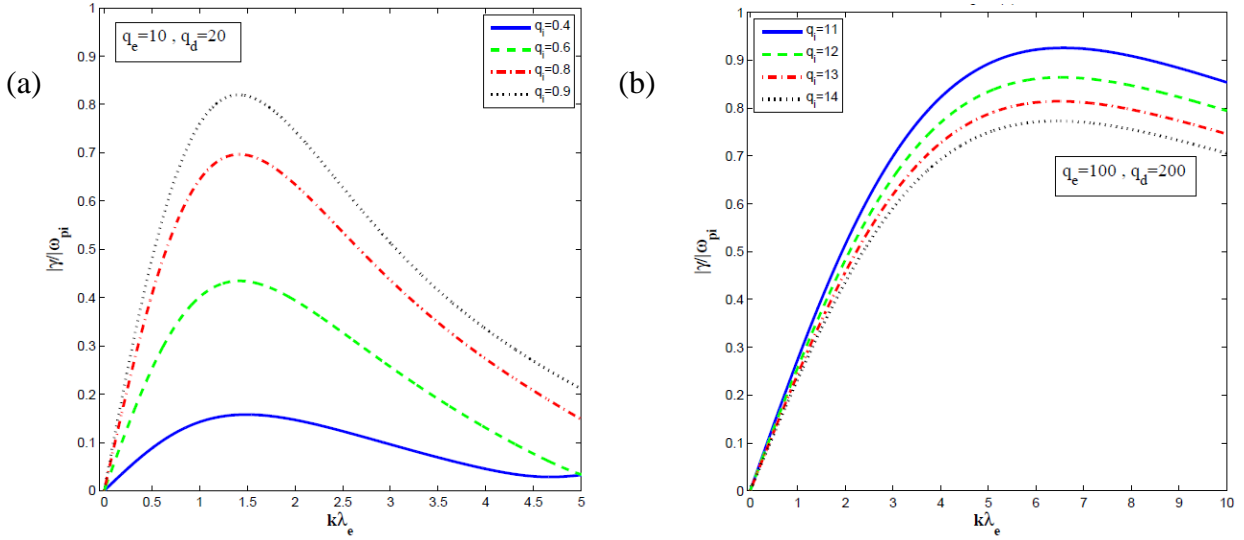 (a)
q_e=10 , q_d=20
q_i=0.4
q_i=0.6
q_i=0.8
q_i=0.9
|γ/|ω_pi
1
0.9
0.8
0.7
0.6
0.5
0.4
0.3
0.2
0.1
0
0 0.5 1 1.5 2 2.5 3 3.5 4 4.5 5
kλ_e
(b)
q_i=11
q_i=12
q_i=13
q_i=14
q_e=100 , q_d=200
|γ/|ω_pi
1
0.9
0.8
0.7
0.6
0.5
0.4
0.3
0.2
0.1
0
0 1 2 3 4 5 6 7 8 9 10
kλ_e